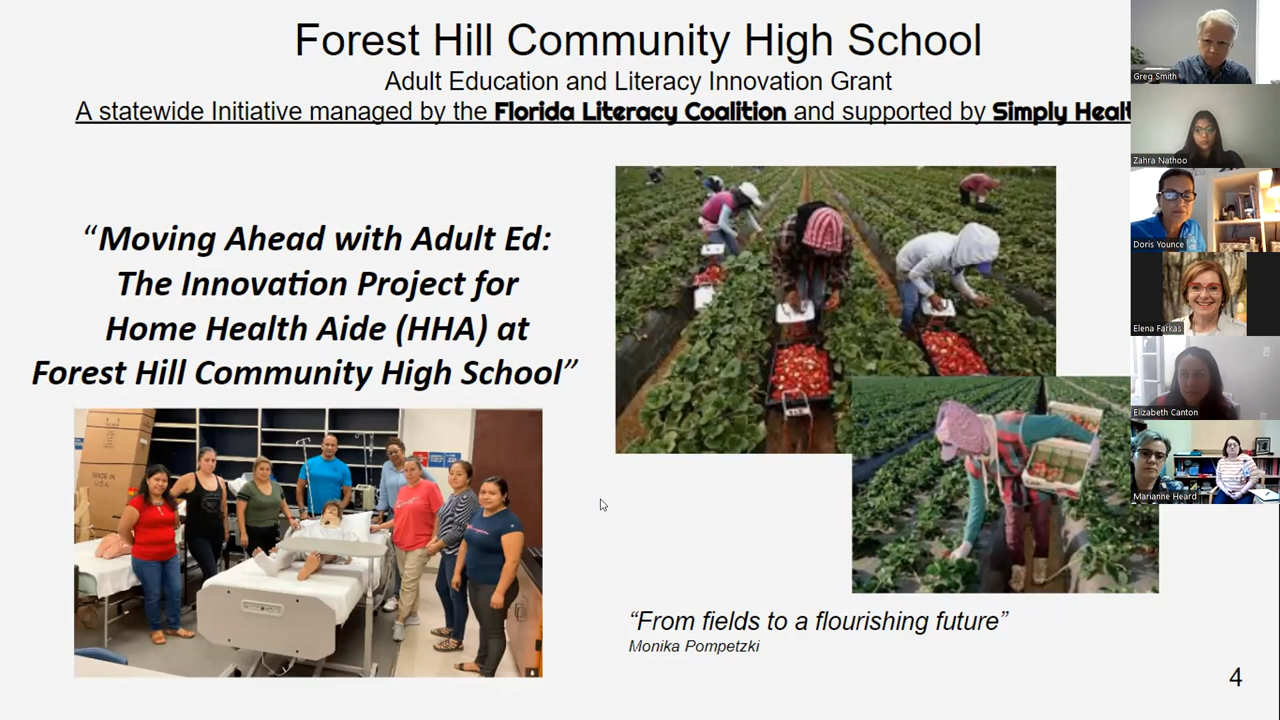 Forest Hill Community High School
Adult Education and Literacy Innovation Grant
A statewide Initiative managed by the Florida Literacy Coalition and supported by Simply Healt
“Moving Ahead with Adult Ed:
The Innovation Project for
Home Health Aide (HHA) at
Forest Hill Community High School”
MADE IN
U.S.A.
“From fields to a flourishing future”
Monika Pompetzki
4
Greg Smith
Zahra Nathoo
Doris Younce
Elena Farkas
Elizabeth Canton
Marianne Heard